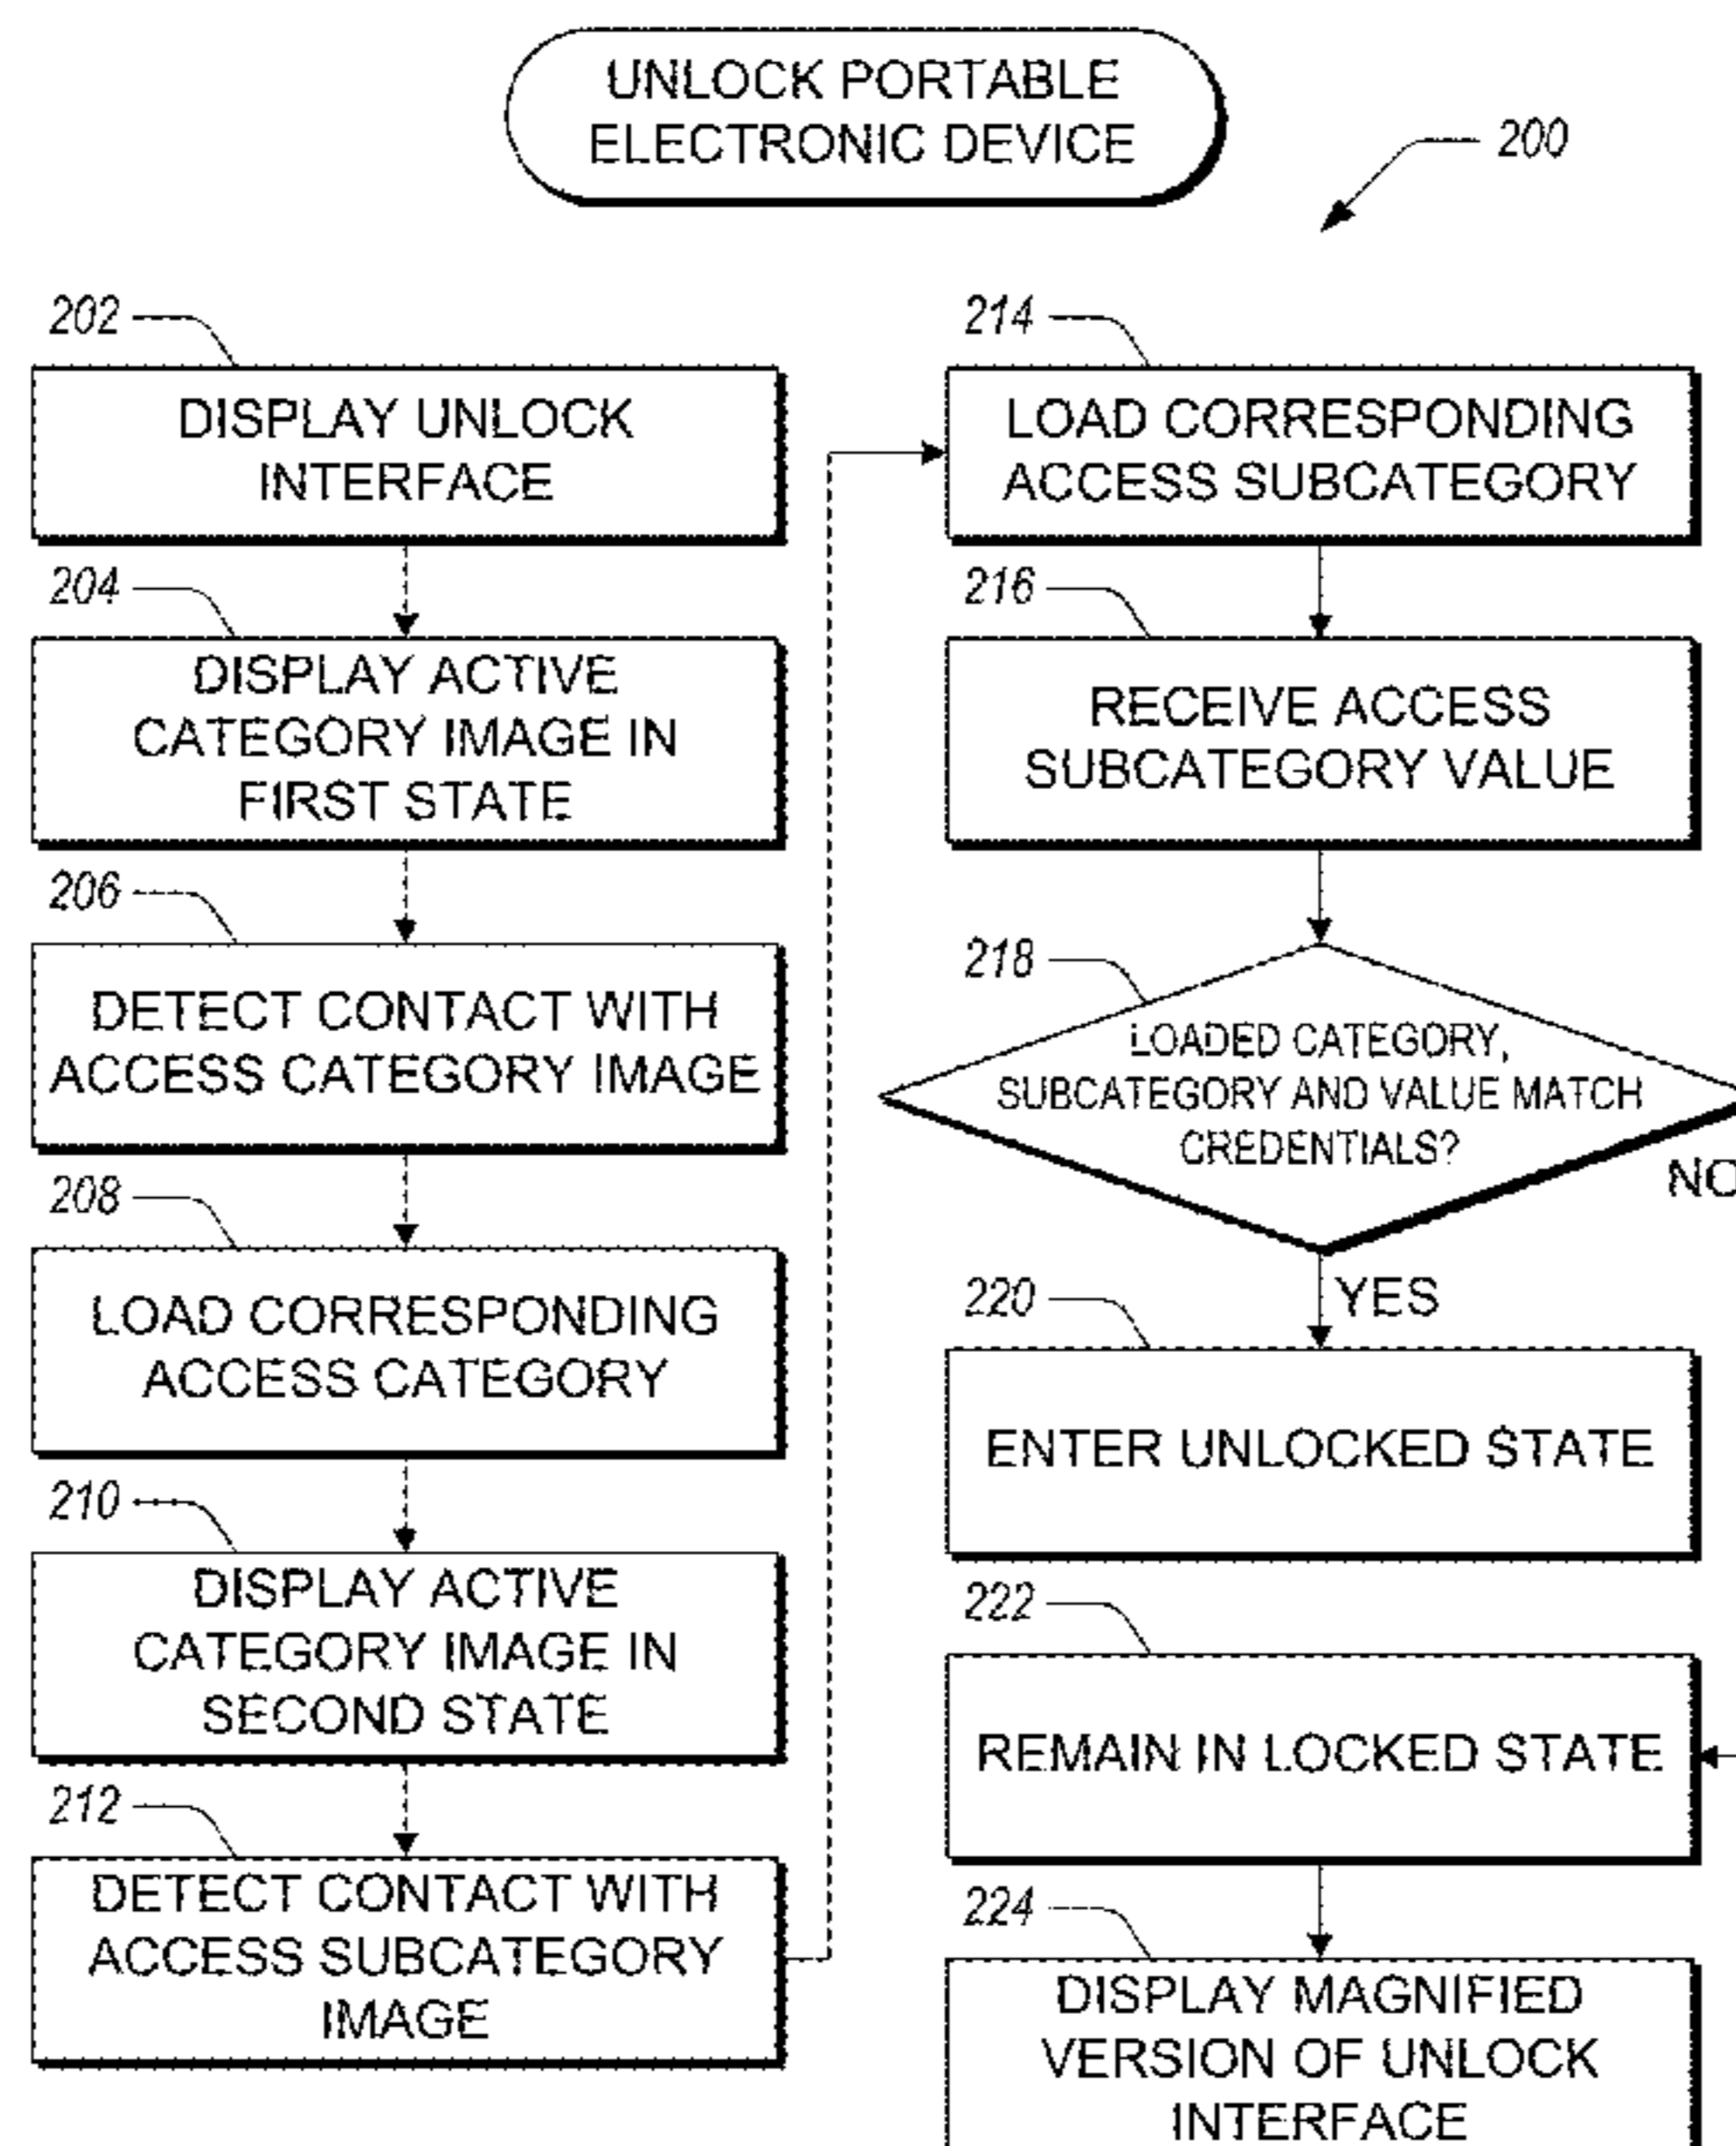 UNLOCK PORTABLE
ELECTRONIC DEVICE
200
202
DISPLAY UNLOCK
INTERFACE
204
DISPLAY ACTIVE
CATEGORY IMAGE IN
FIRST STATE
206
DETECT CONTACT WITH
ACCESS CATEGORY IMAGE
208
LOAD CORRESPONDING
ACCESS CATEGORY
210
DISPLAY ACTIVE
CATEGORY IMAGE IN
SECOND STATE
212
DETECT CONTACT WITH
ACCESS SUBCATEGORY
IMAGE
214
LOAD CORRESPONDING
ACCESS SUBCATEGORY
216
RECEIVE ACCESS
SUBCATEGORY VALUE
218
LOADED CATEGORY,
SUBCATEGORY AND VALUE MATCH
CREDENTIALS?
NO
YES
220
ENTER UNLOCKED STATE
222
REMAIN IN LOCKED STATE
224
DISPLAY MAGNIFIED
VERSION OF UNLOCK
INTERFACE